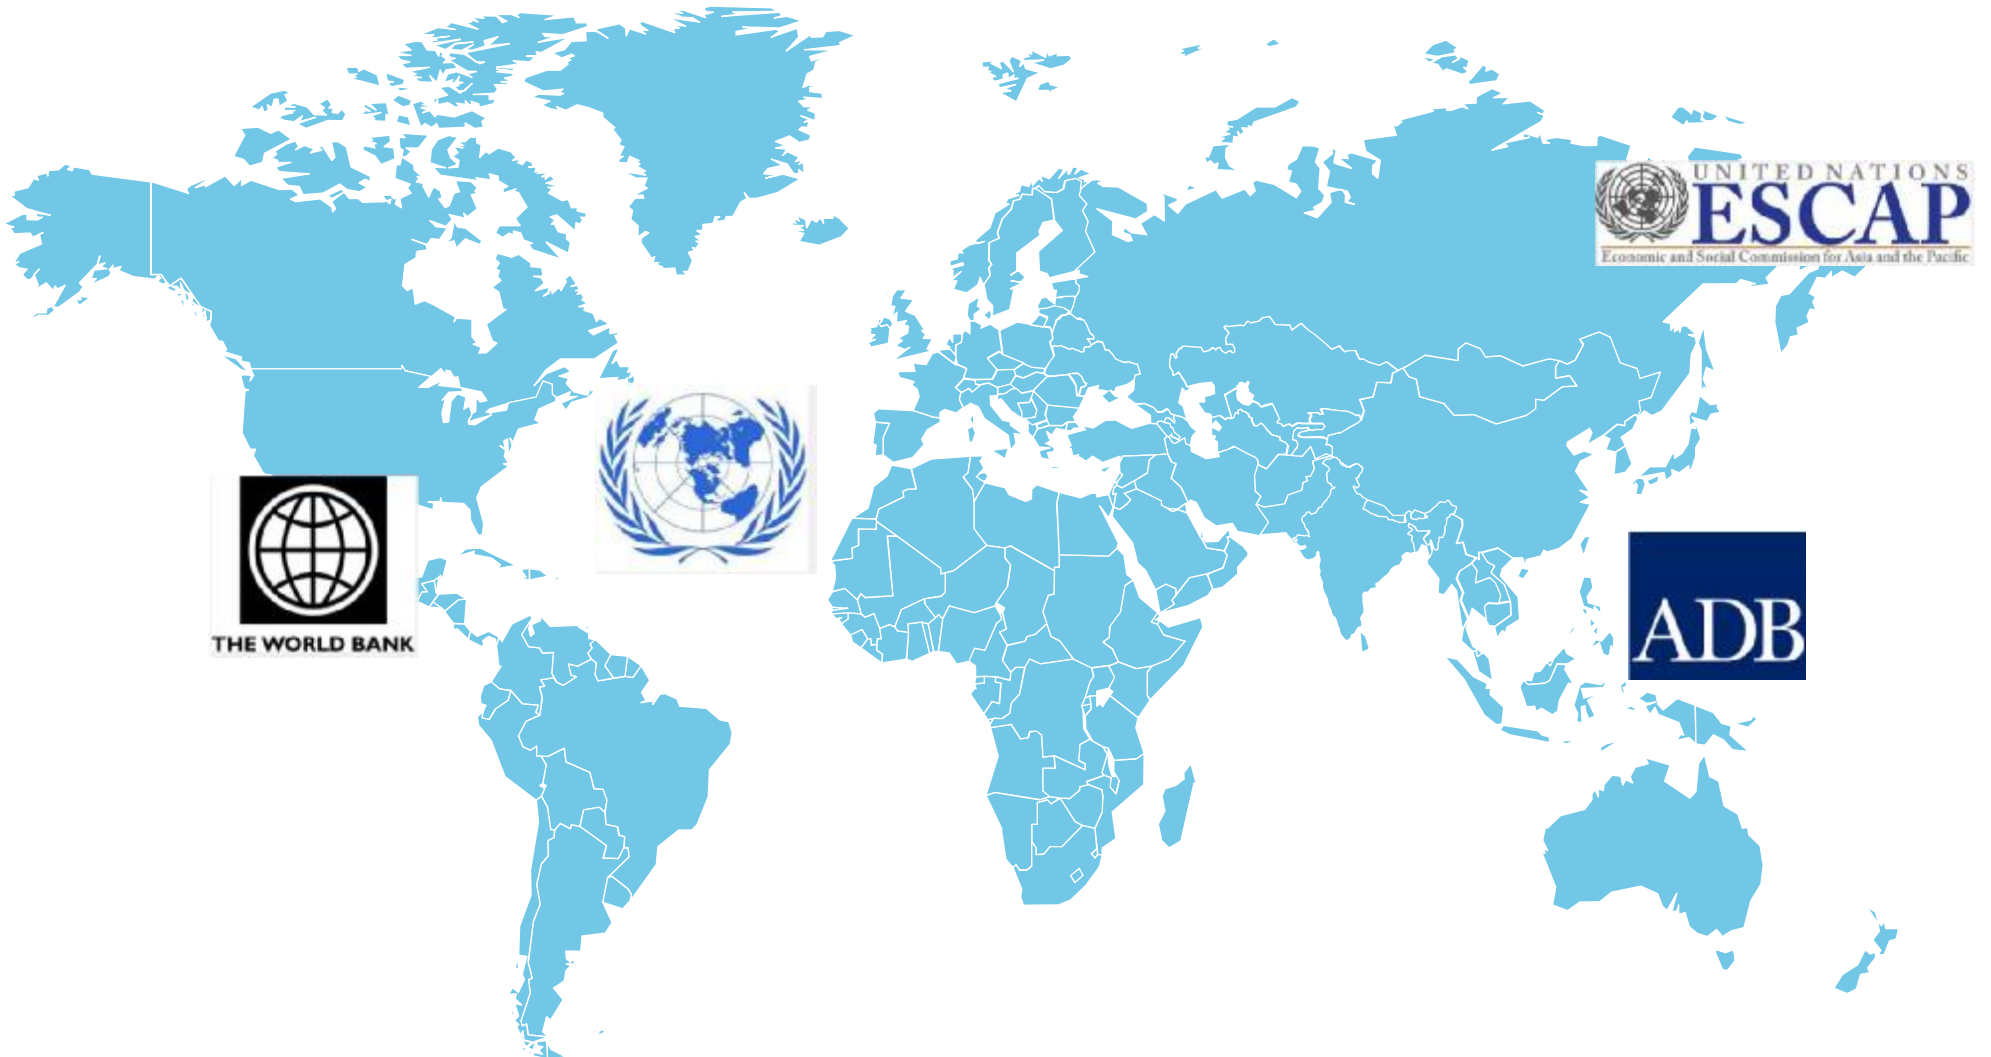 UNITED NATIONS
ESCAP
Economic and Social Commission for Asia and the Pacific
THE WORLD BANK
ADB